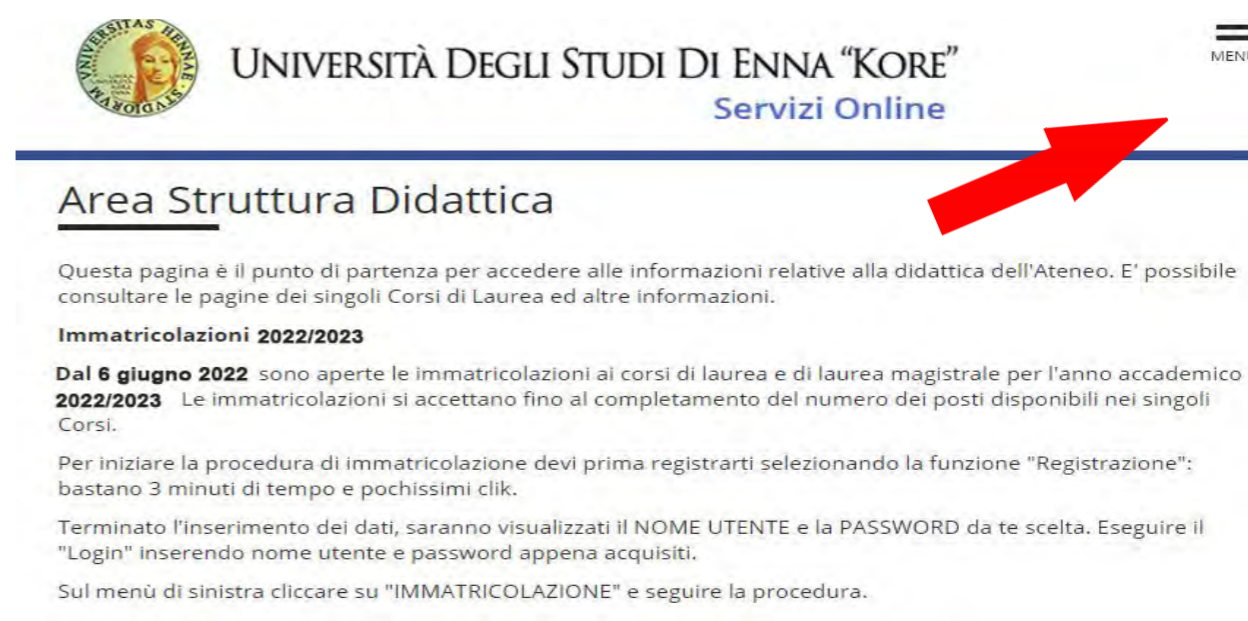 UNIVERSITÀ DEGLI STUDI DI ENNA "KORE"
MENU
Servizi Online
Area Struttura Didattica
Questa pagina è il punto di partenza per accedere alle informazioni relative alla didattica dell'Ateneo. E' possibile
consultare le pagine dei singoli Corsi di Laurea ed altre informazioni.
Immatricolazioni 2022/2023
Dal 6 giugno 2022 sono aperte le immatricolazioni ai corsi di laurea e di laurea magistrale per l'anno accademico
2022/2023 Le immatricolazioni si accettano fino al completamento del numero dei posti disponibili nei singoli
Corsi.
Per iniziare la procedura di immatricolazione devi prima registrarti selezionando la funzione "Registrazione":
bastano 3 minuti di tempo e pochissimi clik.
Terminato l'inserimento dei dati, saranno visualizzati il NOME UTENTE e la PASSWORD da te scelta. Eseguire il
"Login" inserendo nome utente e password appena acquisiti.
Sul menù di sinistra cliccare su "IMMATRICOLAZIONE" e seguire la procedura.